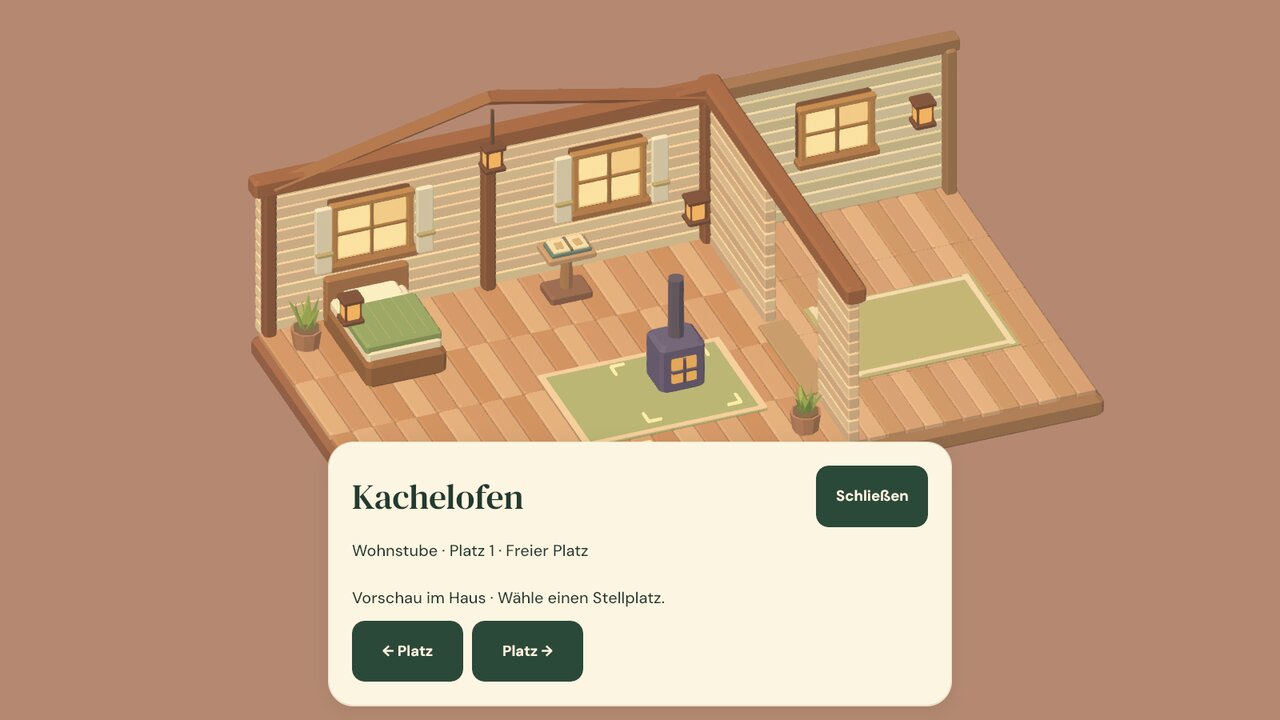 Kachelofen
Schließen
Wohnstube · Platz 1 · Freier Platz
Vorschau im Haus · Wähle einen Stellplatz.
← Platz
Platz →